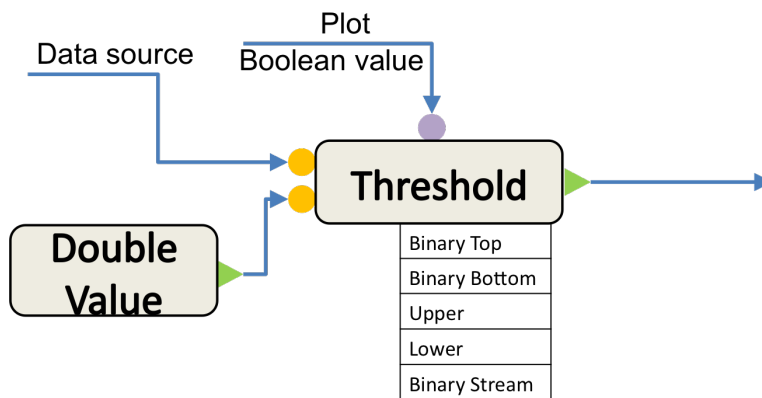 Plot
Data source
Boolean value
Threshold
Double
Value
Binary Top
Binary Bottom
Upper
Lower
Binary Stream